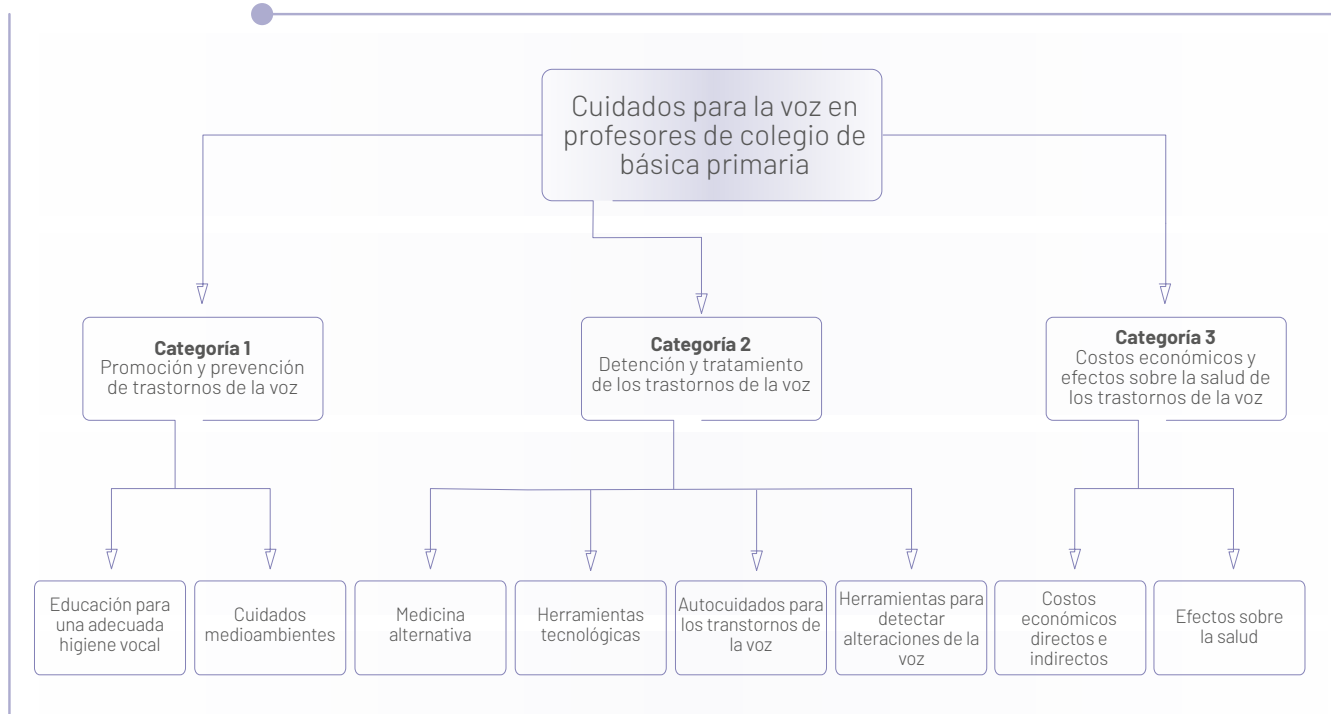 Cuidados para la voz en
profesores de colegio de
básica primaria
Categoría 1
Promoción y prevención
de trastornos de la voz
Categoría 2
Detención y tratamiento
de los trastornos de la voz
Categoría 3
Costos económicos y
efectos sobre la salud de
los trastornos de la voz
Educación para
una adecuada
higiene vocal
Cuidados
medioambientes
Medicina
alternativa
Herramientas
tecnológicas
Autocuidados para
los transtornos de
la voz
Herramientas para
detectar
alteraciones de la
voz
Costos
económicos
directos e
indirectos
Efectos sobre
la salud